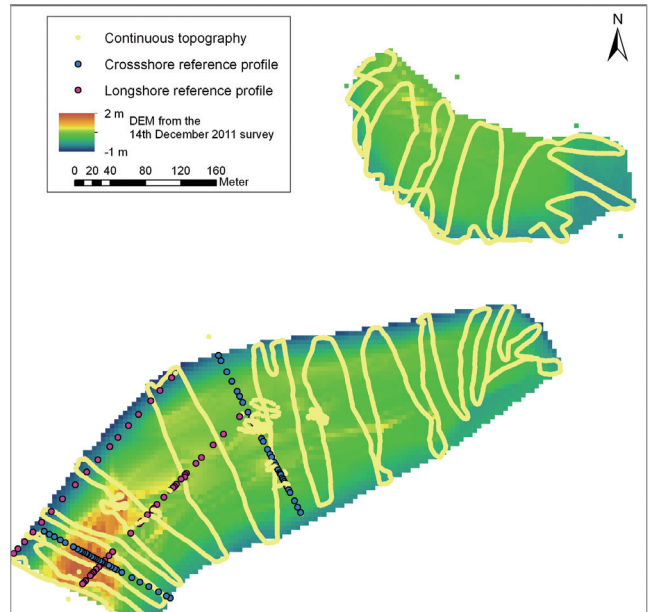 Continuous topography
N
Crossshore reference profile
Longshore reference profile
2 m
DEM from the
14th December 2011 survey
-1 m
0 20 40 80 120 160
Meter